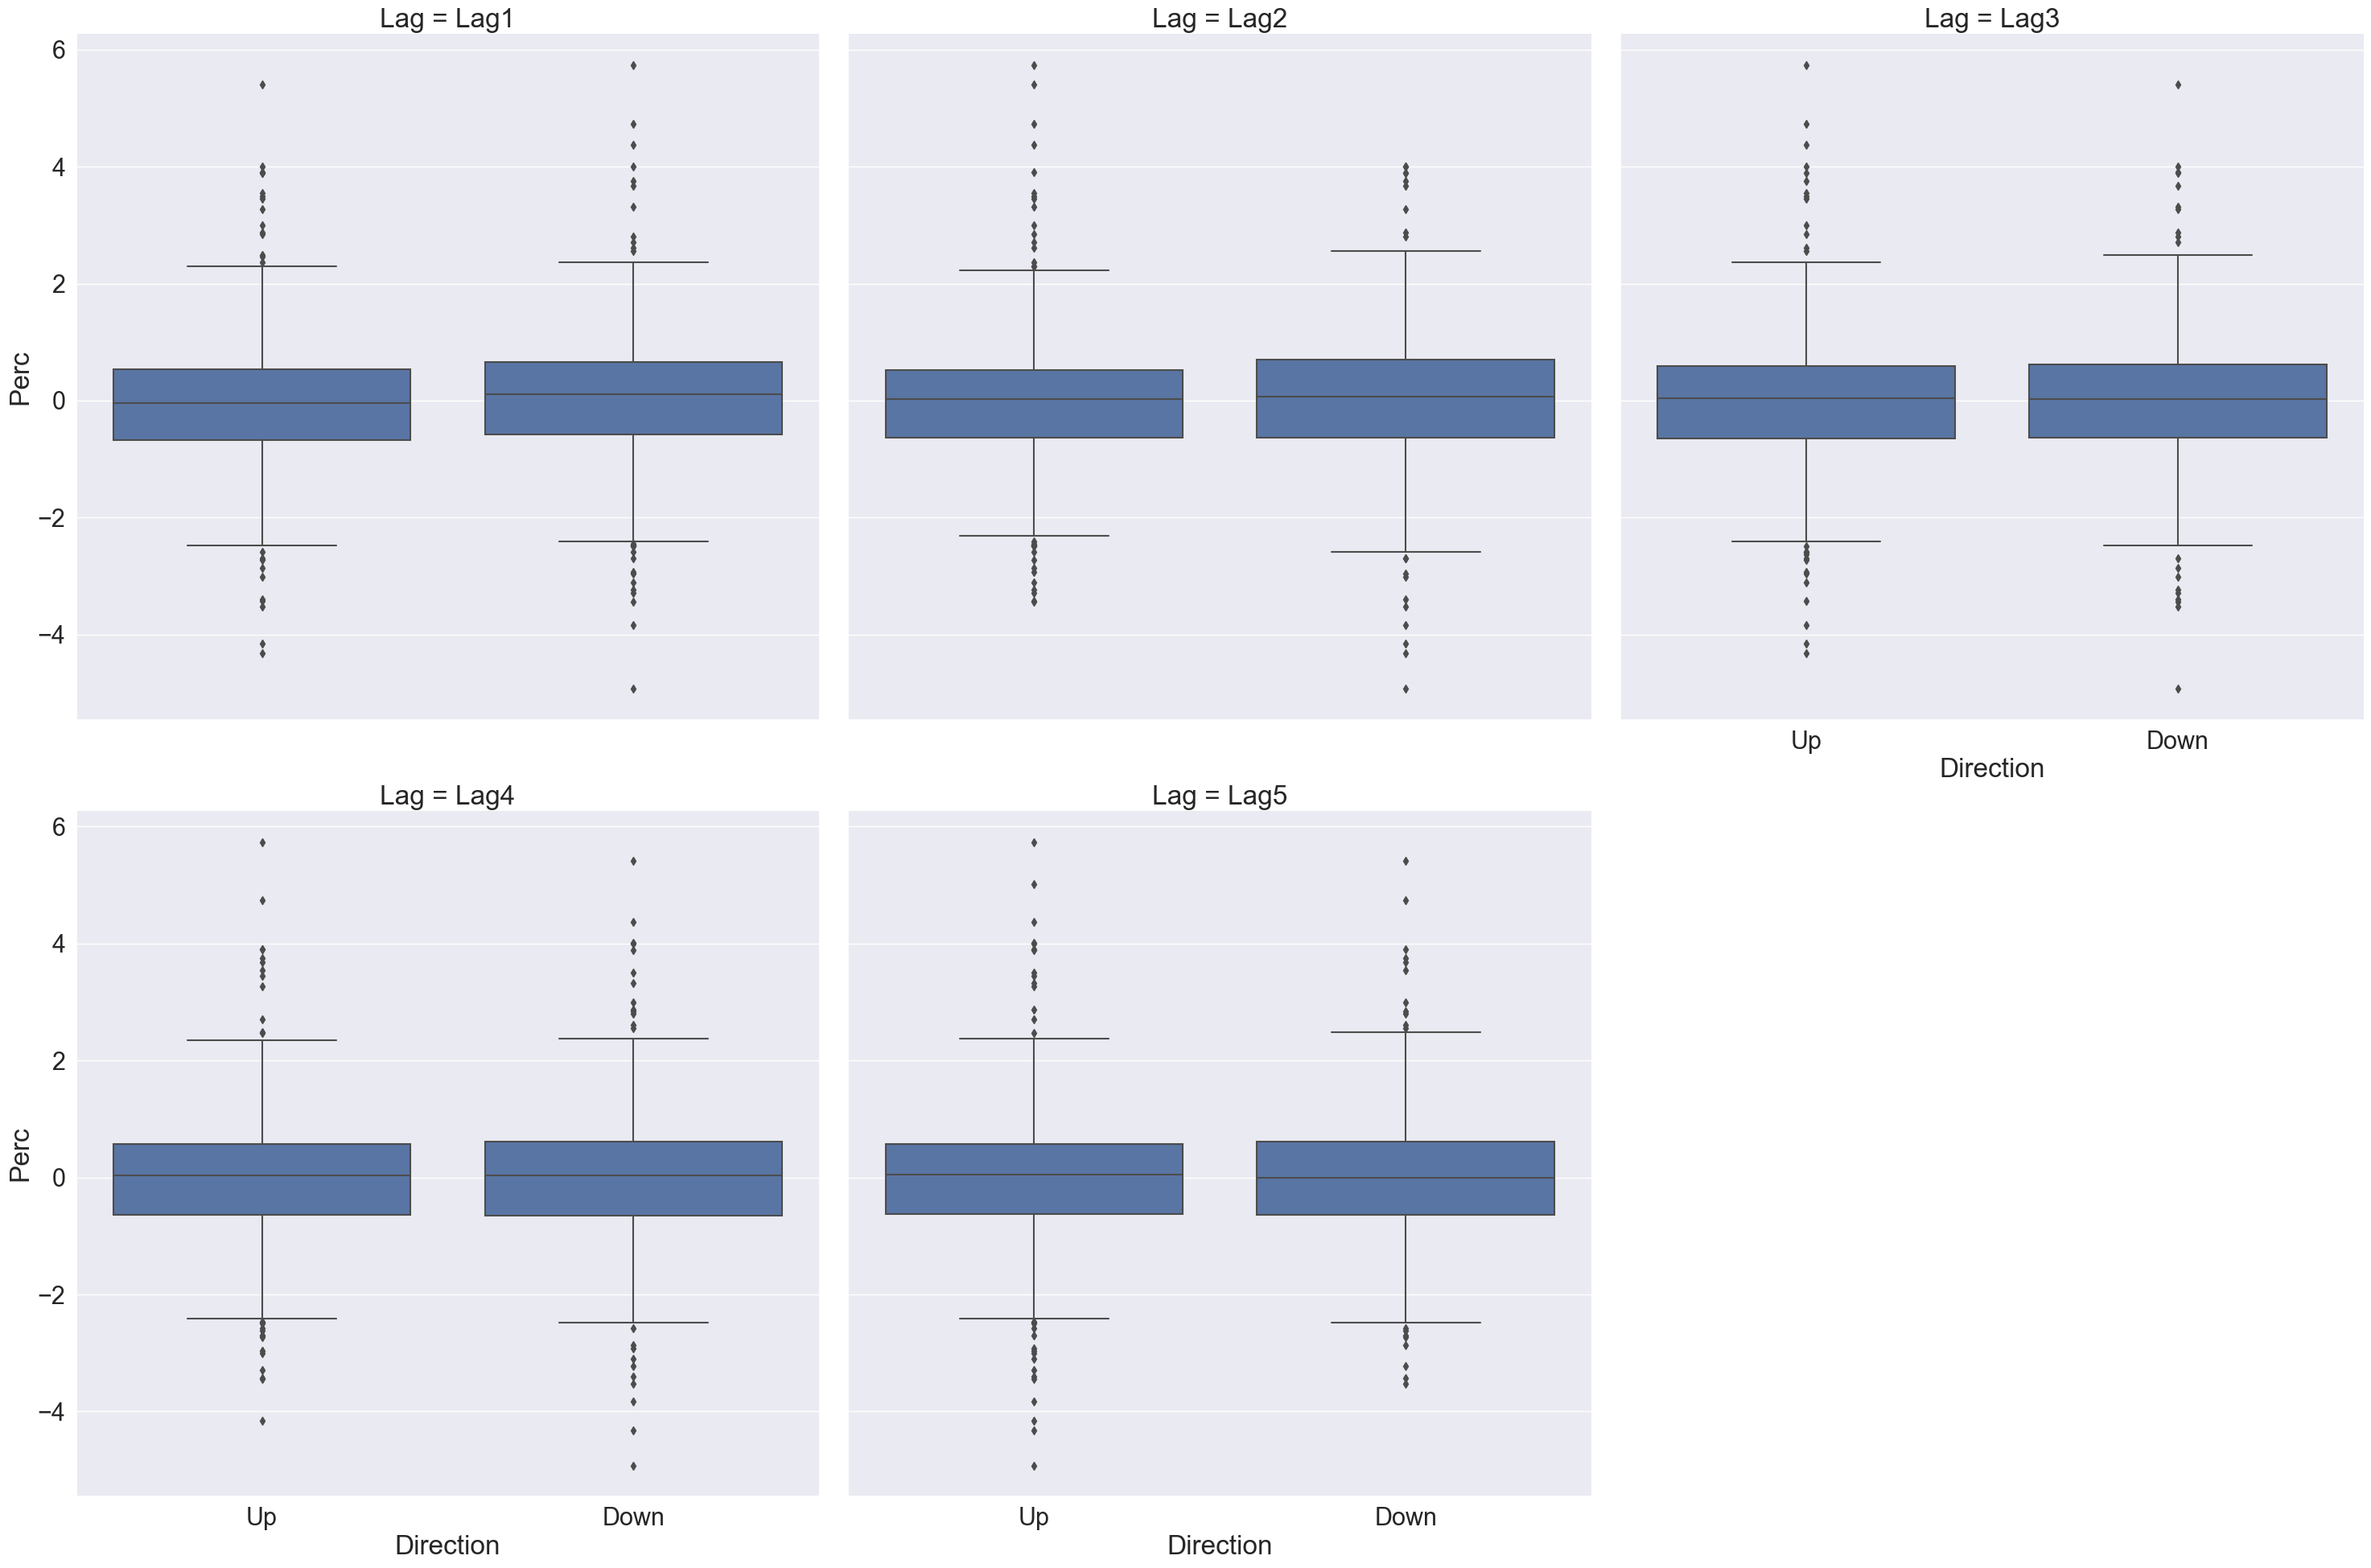 Lag = Lag1
Lag = Lag2
Lag = Lag3
6
4
2
0
−2
−4
Perc
Up
Down
Direction
Lag = Lag4
Lag = Lag5
6
4
2
0
−2
−4
Perc
Up
Down
Up
Down
Direction
Direction